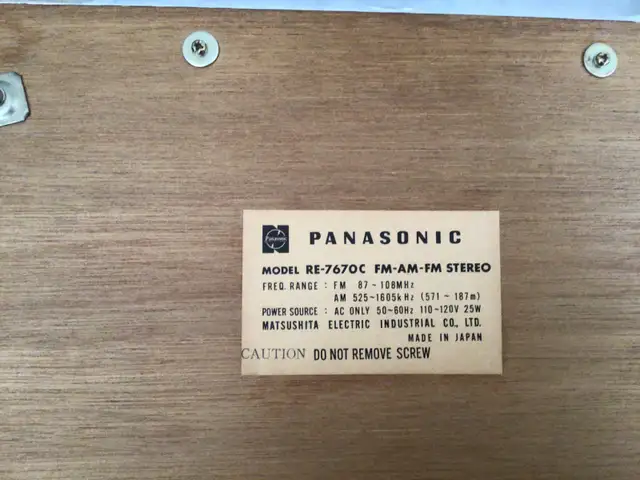 PANASONIC
MODEL RE-7670C FM-AM-FM STEREO
FREQ. RANGE : FM 87~108MHz
AM 525~1605kHz (571~187m)
POWER SOURCE : AC ONLY 50~60Hz 110~120V 25W
MATSUSHITA ELECTRIC INDUSTRIAL CO., LTD.
MADE IN JAPAN
CAUTION DO NOT REMOVE SCREW